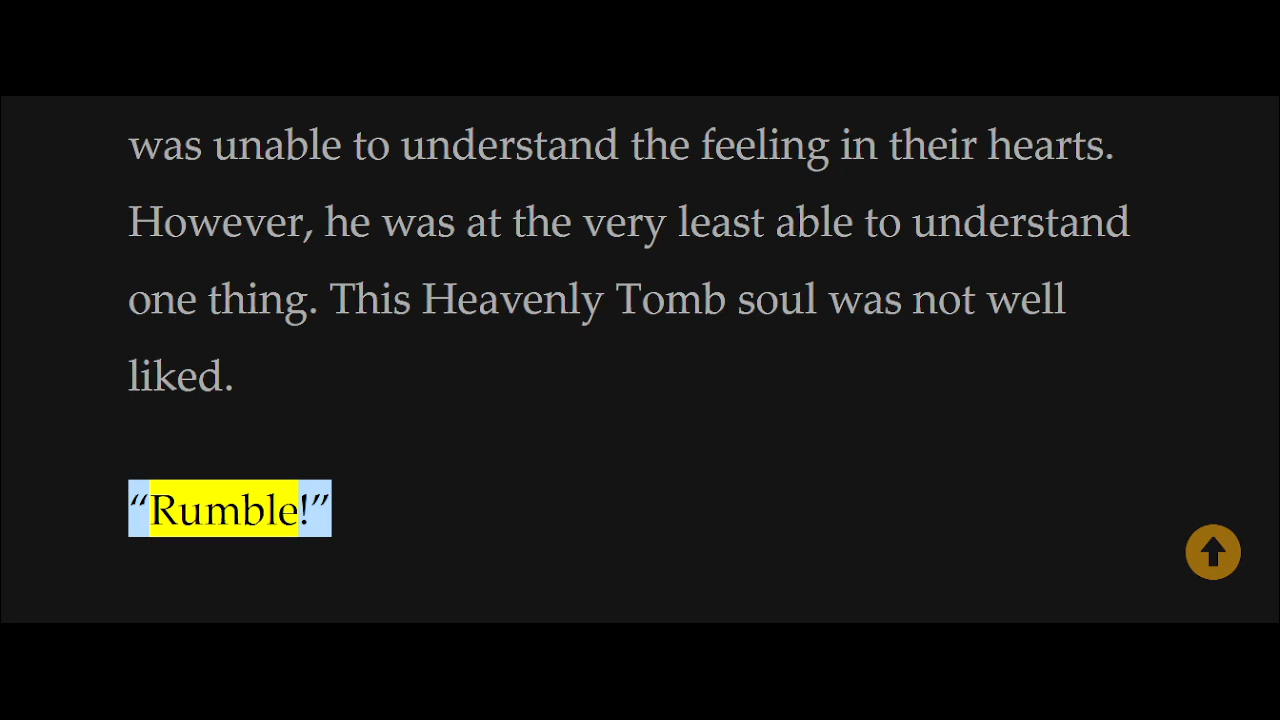 was unable to understand the feeling in their hearts.
However, he was at the very least able to understand
one thing. This Heavenly Tomb soul was not well
liked.
“Rumble!”